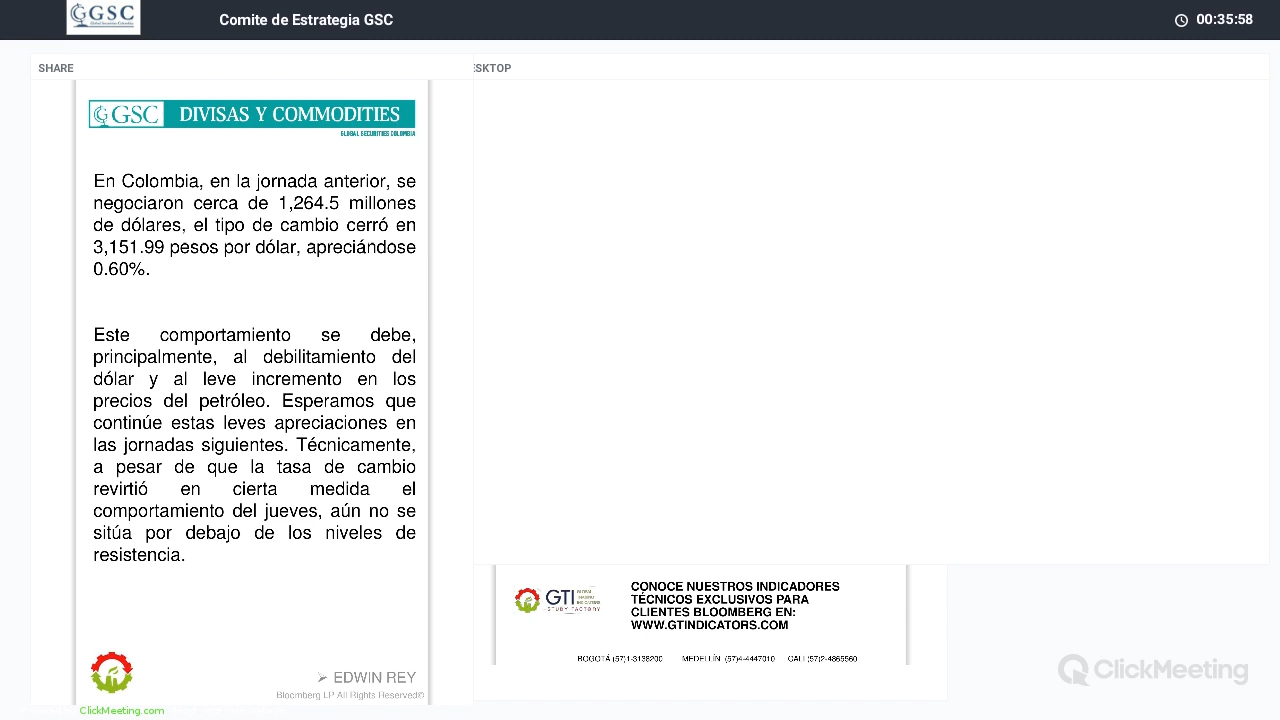 GSC
Comite de Estrategia GSC
00:35:58
SHARE
SKTOP
GSC DIVISAS Y COMMODITIES
GLOBAL SECURITIES COLOMBIA
En Colombia, en la jornada anterior, se
negociaron cerca de 1,264.5 millones
de dólares, el tipo de cambio cerró en
3,151.99 pesos por dólar, apreciándose
0.60%.
Este comportamiento se debe,
principalmente, al debilitamiento del
dólar y al leve incremento en los
precios del petróleo. Esperamos que
continúe estas leves apreciaciones en
las jornadas siguientes. Técnicamente,
a pesar de que la tasa de cambio
revirtió en cierta medida el
comportamiento del jueves, aún no se
sitúa por debajo de los niveles de
resistencia.
➢ EDWIN REY
Bloomberg LP All Rights Reserved©
GTI
STUDY FACTORY
CONOCE NUESTROS INDICADORES
TÉCNICOS EXCLUSIVOS PARA
CLIENTES BLOOMBERG EN:
WWW.GTINDICATORS.COM
BOGOTÁ (57)1-3138200 MEDELLÍN (57)4-4447010 CALI (57)2-4865560
ClickMeeting
ClickMeeting.com